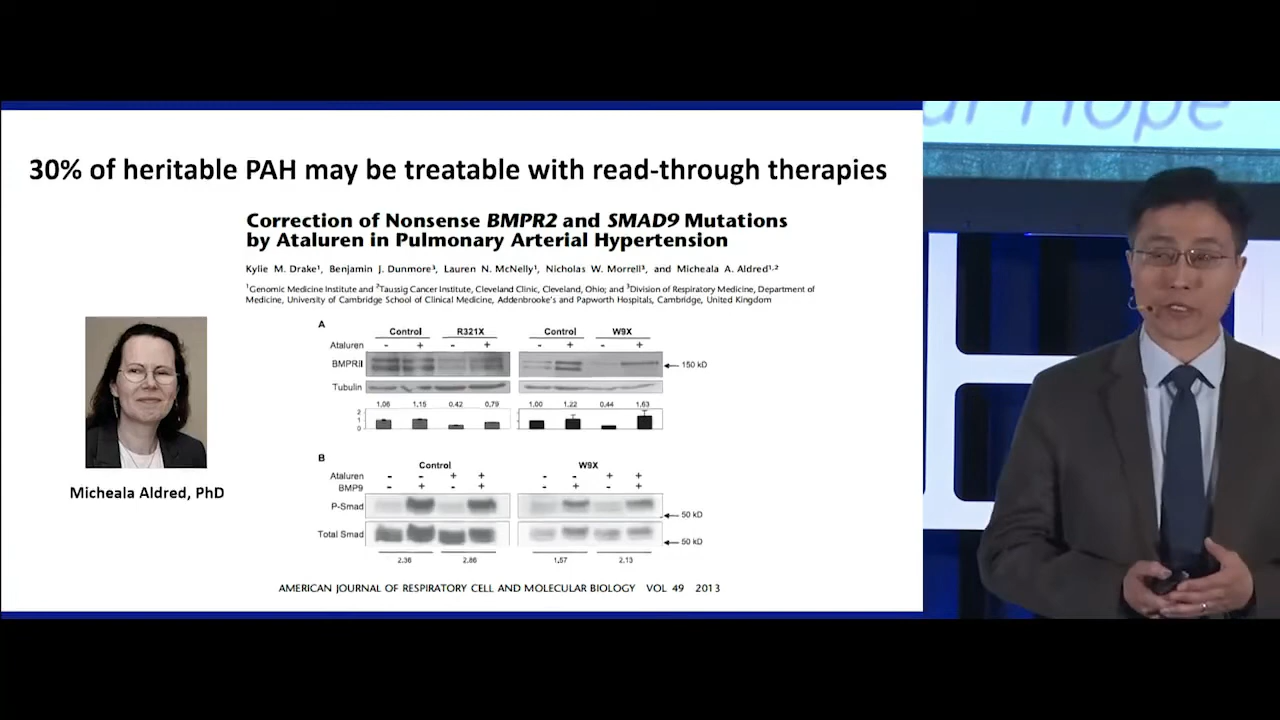 30% of heritable PAH may be treatable with read-through therapies
Correction of Nonsense BMPR2 and SMAD9 Mutations
by Ataluren in Pulmonary Arterial Hypertension
Kylie M. Drake¹, Benjamin J. Dunmore³, Lauren N. McNelly¹, Nicholas W. Morrell³, and Micheala A. Aldred¹,²
¹Genomic Medicine Institute and ²Taussig Cancer Institute, Cleveland Clinic, Cleveland, Ohio; and ³Division of Respiratory Medicine, Department of
Medicine, University of Cambridge School of Clinical Medicine, Addenbrooke's and Papworth Hospitals, Cambridge, United Kingdom
A
Control R321X Control W9X
Ataluren - + - + - + - +
BMPRII 150 kD
Tubulin
1.06 1.15 0.42 0.79 1.00 1.22 0.44 1.63
2
1
0
B
Control W9X
Ataluren - - + + - - + +
BMP9 - + - + - + - +
P-Smad 50 kD
Total Smad 50 kD
2.36 2.86 1.57 2.13
Micheala Aldred, PhD
AMERICAN JOURNAL OF RESPIRATORY CELL AND MOLECULAR BIOLOGY VOL 49 2013
Hope